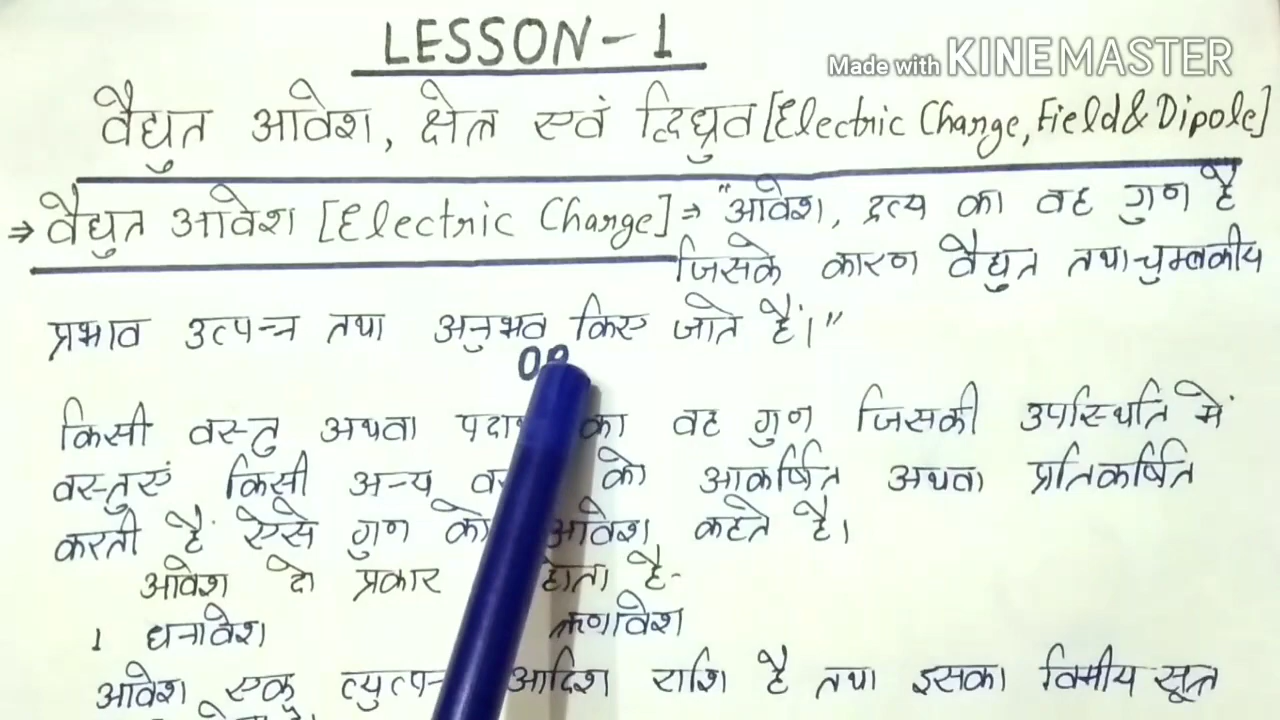 LESSON-1
Made with KINEMASTER
वैद्युत आवेश, क्षेत्र एवं द्विध्रुव [Electric Charge, Field & Dipole]
⇒ वैद्युत आवेश [Electric Charge] ⇒ "आवेश, द्रव्य का वह गुण है
जिसके कारण वैद्युत तथा चुम्बकीय
प्रभाव उत्पन्न तथा अनुभव किए जाते हैं।"
OR
किसी वस्तु अथवा का वह गुण जिसकी उपस्थिति में
वस्तुएं किसी अन्य को आकर्षित अथवा प्रतिकर्षित
करती हैं ऐसे गुण को आवेश कहते है।
आवेश दो प्रकार होता है-
1 धनावेश ऋणावेश
आवेश एक आदिश राशि है तथा इसका विमीय सूत्र